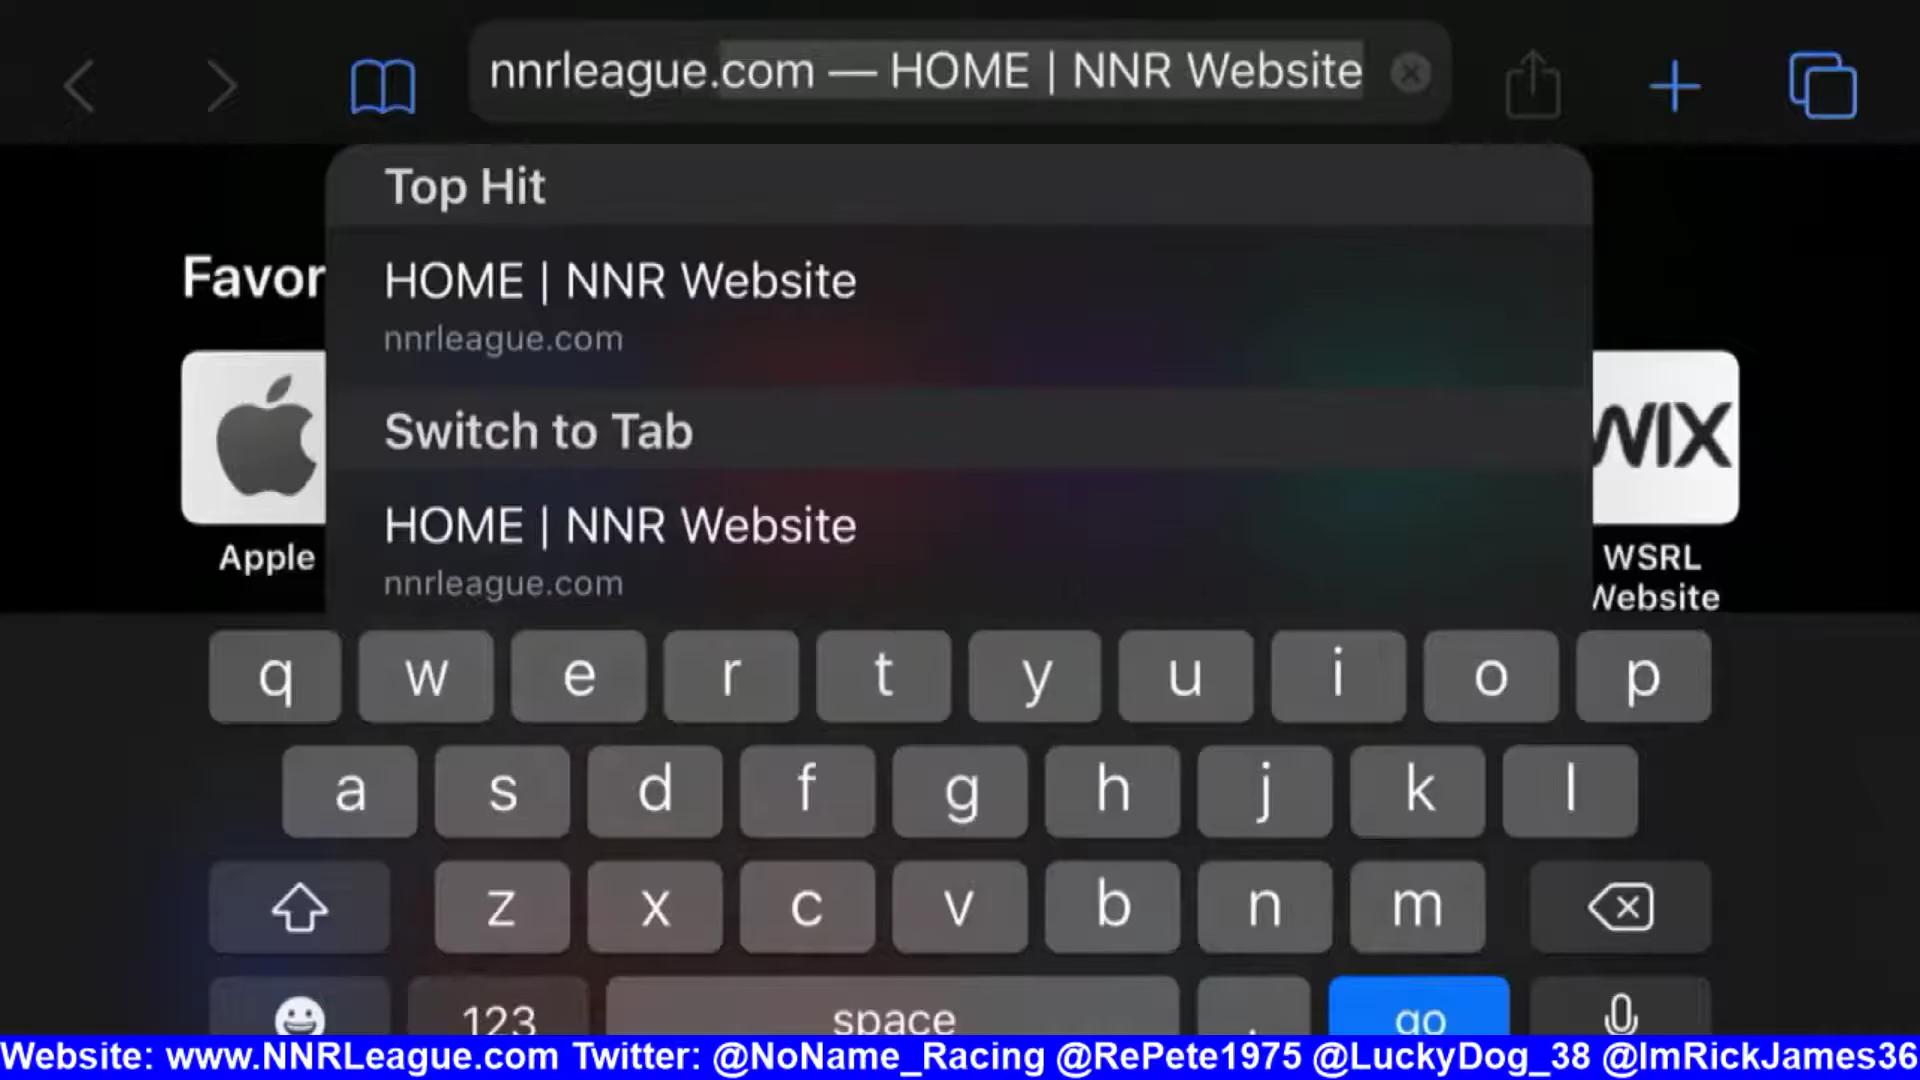 nnrleague.com — HOME | NNR Website
Top Hit
Favor
HOME | NNR Website
nnrleague.com
Switch to Tab
HOME | NNR Website
nnrleague.com
Apple
WIX
WSRL
Website
q w e r t y u i o p
a s d f g h j k l
z x c v b n m
123 space . go
Website: www.NNRLeague.com Twitter: @NoName_Racing @RePete1975 @LuckyDog_38 @ImRickJames36